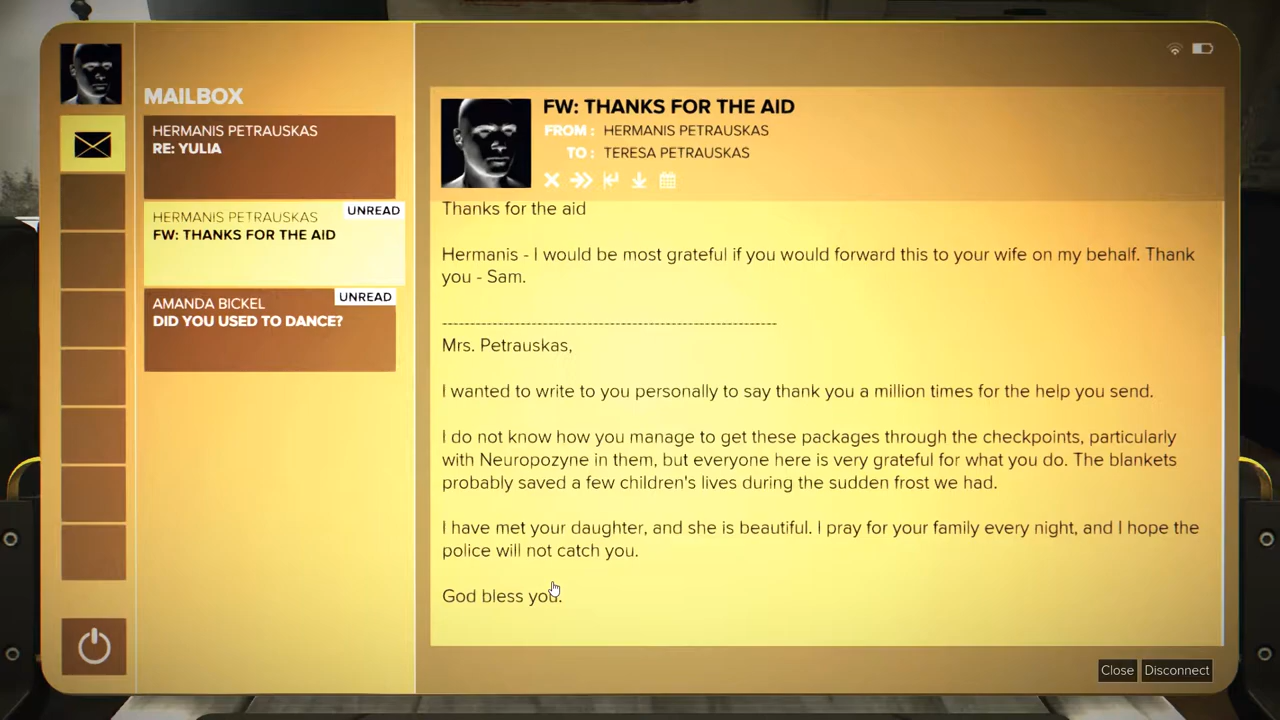 MAILBOX
HERMANIS PETRAUSKAS
RE: YULIA
HERMANIS PETRAUSKAS
UNREAD
FW: THANKS FOR THE AID
AMANDA BICKEL
UNREAD
DID YOU USED TO DANCE?
FW: THANKS FOR THE AID
FROM : HERMANIS PETRAUSKAS
TO : TERESA PETRAUSKAS
Thanks for the aid
Hermanis - I would be most grateful if you would forward this to your wife on my behalf. Thank
you - Sam.
------------------------------------------------------------
Mrs. Petrauskas,
I wanted to write to you personally to say thank you a million times for the help you send.
I do not know how you manage to get these packages through the checkpoints, particularly
with Neuropozyne in them, but everyone here is very grateful for what you do. The blankets
probably saved a few children's lives during the sudden frost we had.
I have met your daughter, and she is beautiful. I pray for your family every night, and I hope the
police will not catch you.
God bless you.
Close
Disconnect